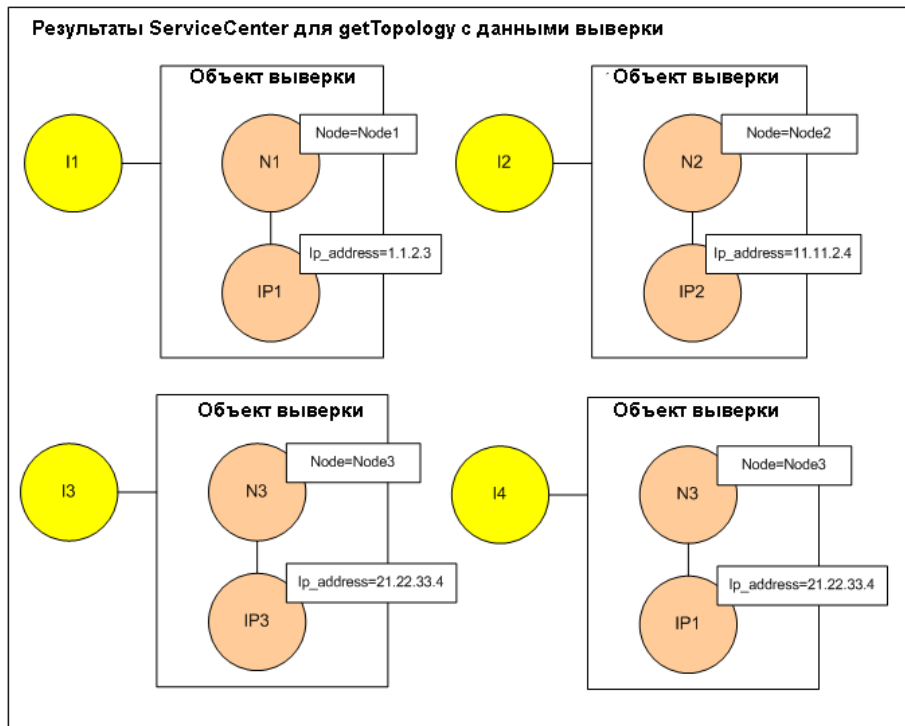 Результаты ServiceCenter для getTopology с данными выверки
Объект выверки
Node=Node1
I1
N1
Ip_address=1.1.2.3
IP1
Объект выверки
Node=Node2
I2
N2
Ip_address=11.11.2.4
IP2
Объект выверки
Node=Node3
I3
N3
Ip_address=21.22.33.4
IP3
Объект выверки
Node=Node3
I4
N3
Ip_address=21.22.33.4
IP1